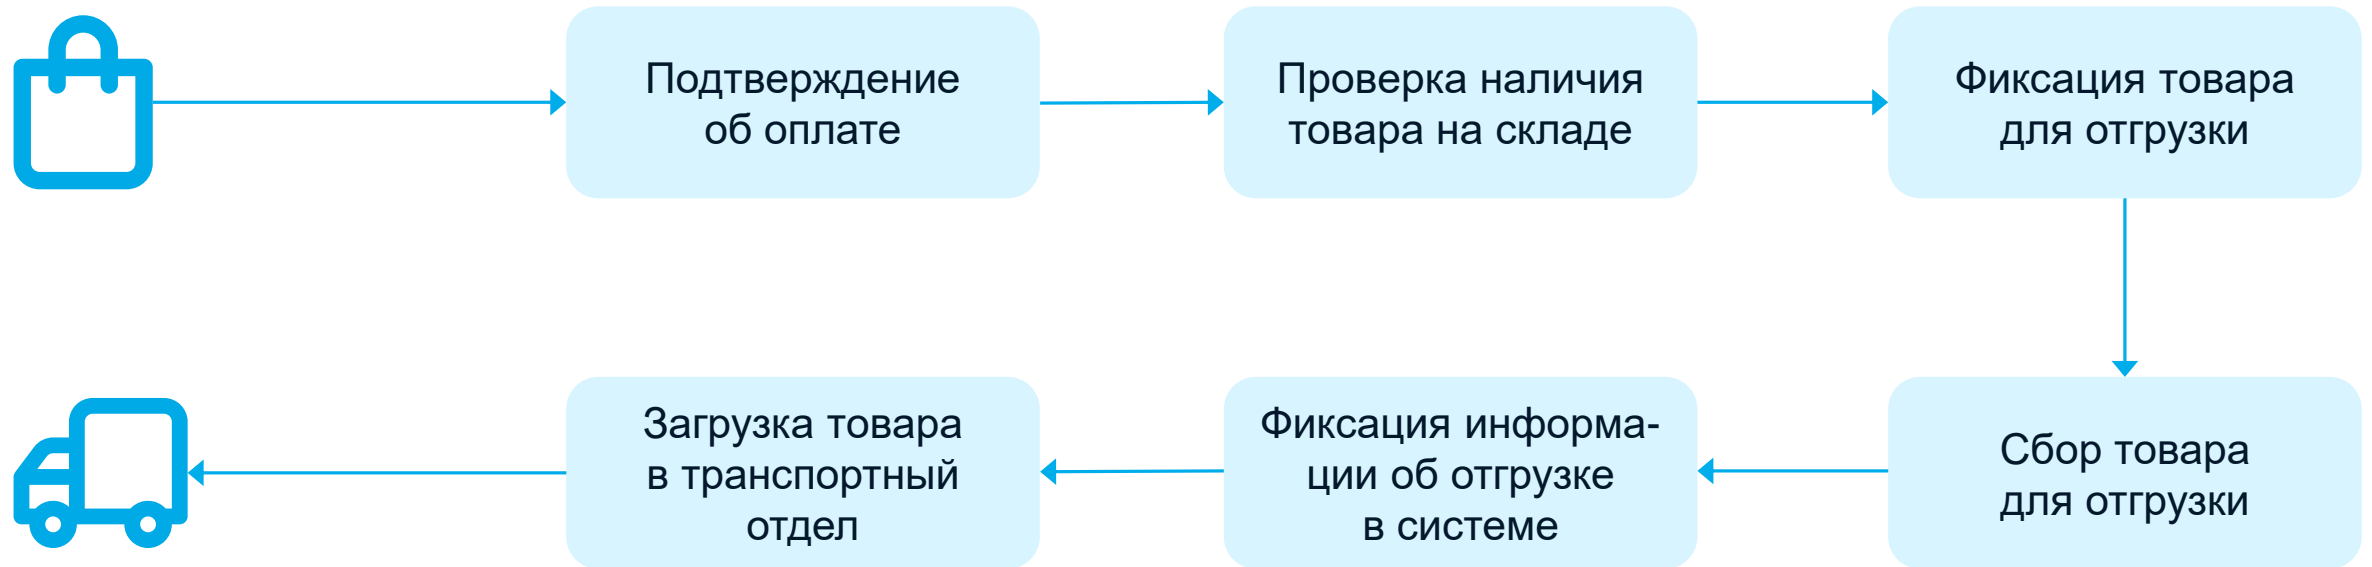 Подтверждение
об оплате
Проверка наличия
товара на складе
Фиксация товара
для отгрузки
Сбор товара
для отгрузки
Фиксация информа-
ции об отгрузке
в системе
Загрузка товара
в транспортный
отдел